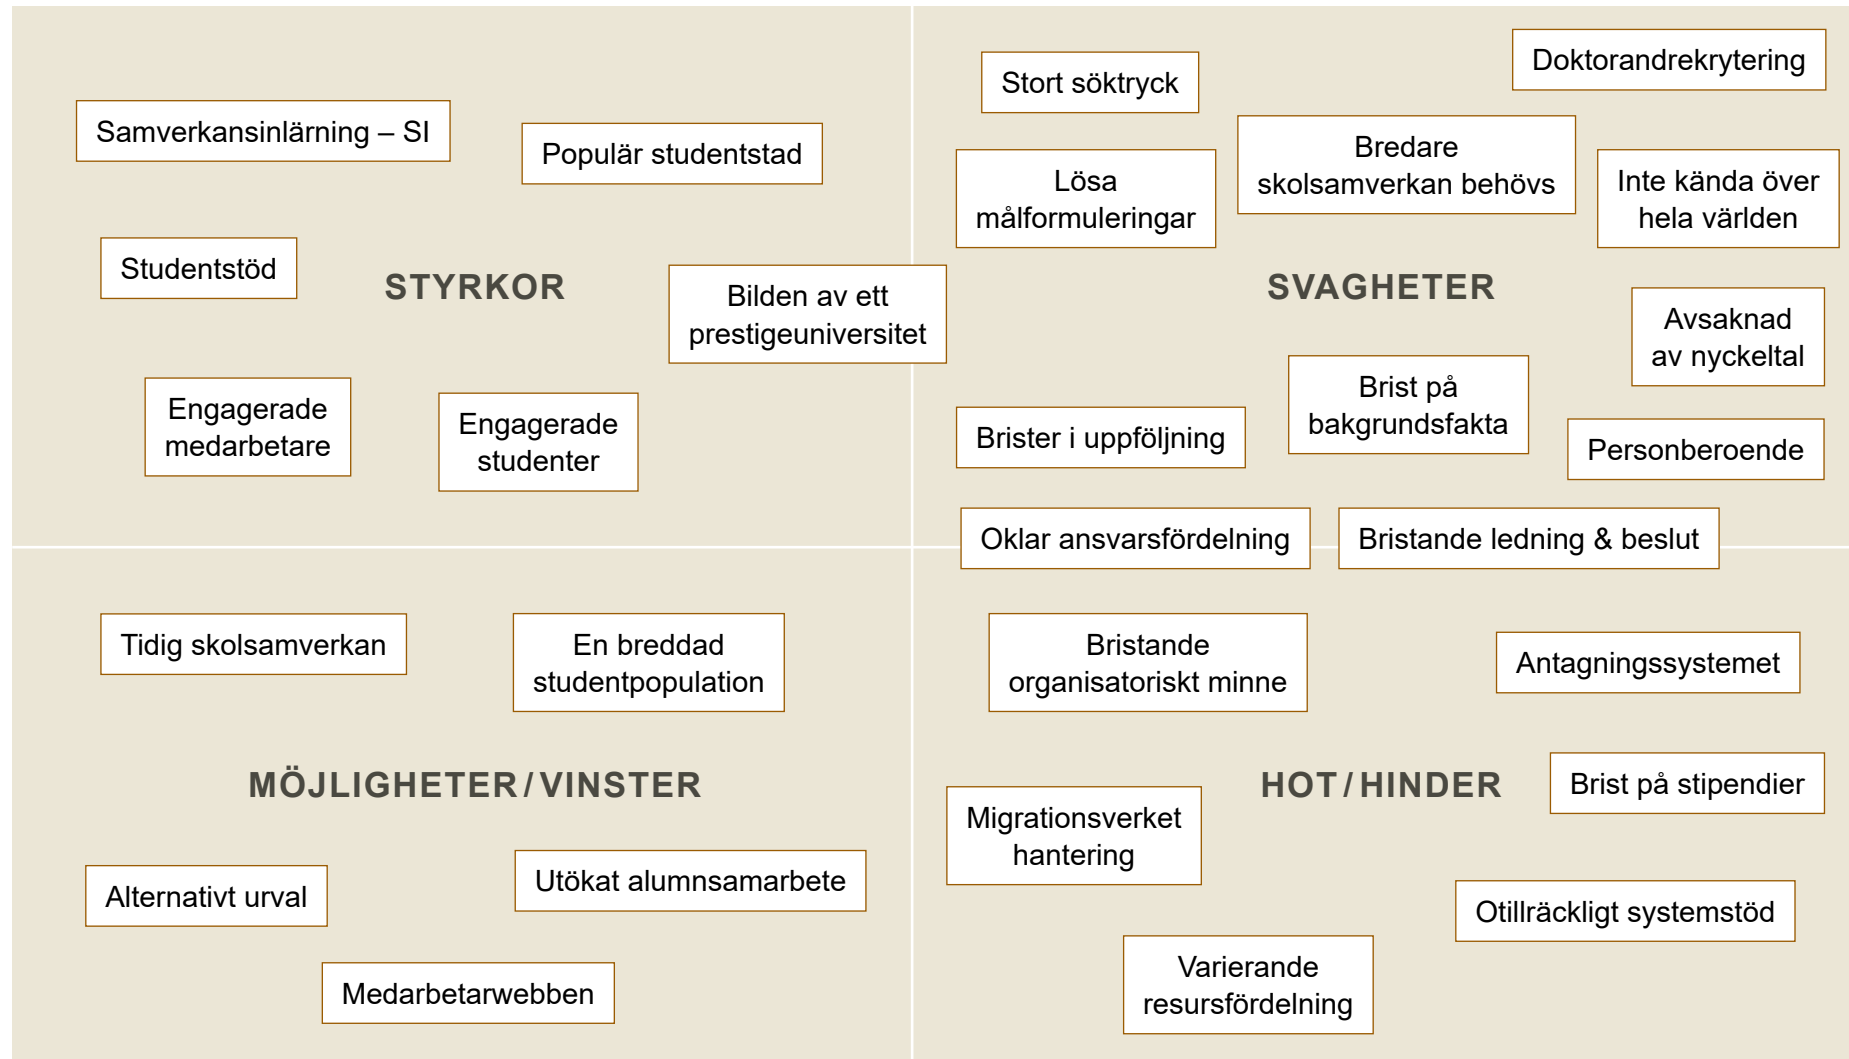 Samverkansinlärning – SI
Populär studentstad
Studentstöd
STYRKOR
Bilden av ett
prestigeuniversitet
Engagerade
medarbetare
Engagerade
studenter
Stort söktryck
Doktorandrekrytering
Lösa
målformuleringar
Bredare
skolsamverkan behövs
Inte kända över
hela världen
SVAGHETER
Avsaknad
av nyckeltal
Brist på
bakgrundsfakta
Brister i uppföljning
Personberoende
Oklar ansvarsfördelning
Bristande ledning & beslut
Tidig skolsamverkan
En breddad
studentpopulation
MÖJLIGHETER/VINSTER
Alternativt urval
Utökat alumnsamarbete
Medarbetarwebben
Bristande
organisatoriskt minne
Antagningssystemet
HOT/HINDER
Brist på stipendier
Migrationsverket
hantering
Otillräckligt systemstöd
Varierande
resursfördelning